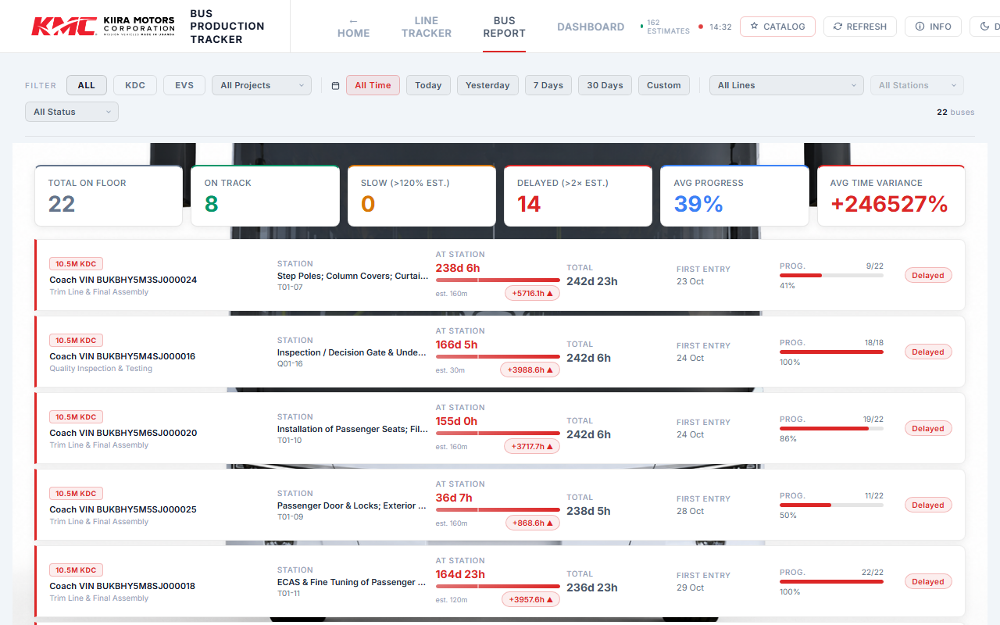 KMC KIIRA MOTORS
CORPORATION
MISSION VEHICLES MADE IN UGANDA
BUS
PRODUCTION
TRACKER
←
HOME
LINE
TRACKER
BUS
REPORT
DASHBOARD
162
ESTIMATES
14:32
CATALOG
REFRESH
INFO
D
FILTER
ALL
KDC
EVS
All Projects
All Time
Today
Yesterday
7 Days
30 Days
Custom
All Lines
All Stations
All Status
22 buses
TOTAL ON FLOOR
22
ON TRACK
8
SLOW (>120% EST.)
0
DELAYED (>2× EST.)
14
AVG PROGRESS
39%
AVG TIME VARIANCE
+246527%
10.5M KDC
Coach VIN BUKBHY5M3SJ000024
Trim Line & Final Assembly
STATION
Step Poles; Column Covers; Curtai...
T01-07
AT STATION
238d 6h
est. 160m
+5716.1h ▲
TOTAL
242d 23h
FIRST ENTRY
23 Oct
PROG.
9/22
41%
Delayed
10.5M KDC
Coach VIN BUKBHY5M4SJ000016
Quality Inspection & Testing
STATION
Inspection / Decision Gate & Unde...
Q01-16
AT STATION
166d 5h
est. 30m
+3988.6h ▲
TOTAL
242d 6h
FIRST ENTRY
24 Oct
PROG.
18/18
100%
Delayed
10.5M KDC
Coach VIN BUKBHY5M6SJ000020
Trim Line & Final Assembly
STATION
Installation of Passenger Seats; Fil...
T01-10
AT STATION
155d 0h
est. 160m
+3717.7h ▲
TOTAL
242d 6h
FIRST ENTRY
24 Oct
PROG.
19/22
86%
Delayed
10.5M KDC
Coach VIN BUKBHY5M5SJ000025
Trim Line & Final Assembly
STATION
Passenger Door & Locks; Exterior ...
T01-09
AT STATION
36d 7h
est. 160m
+868.6h ▲
TOTAL
238d 5h
FIRST ENTRY
28 Oct
PROG.
11/22
50%
Delayed
10.5M KDC
Coach VIN BUKBHY5M8SJ000018
Trim Line & Final Assembly
STATION
ECAS & Fine Tuning of Passenger ...
T01-11
AT STATION
164d 23h
est. 120m
+3957.6h ▲
TOTAL
236d 23h
FIRST ENTRY
29 Oct
PROG.
22/22
100%
Delayed